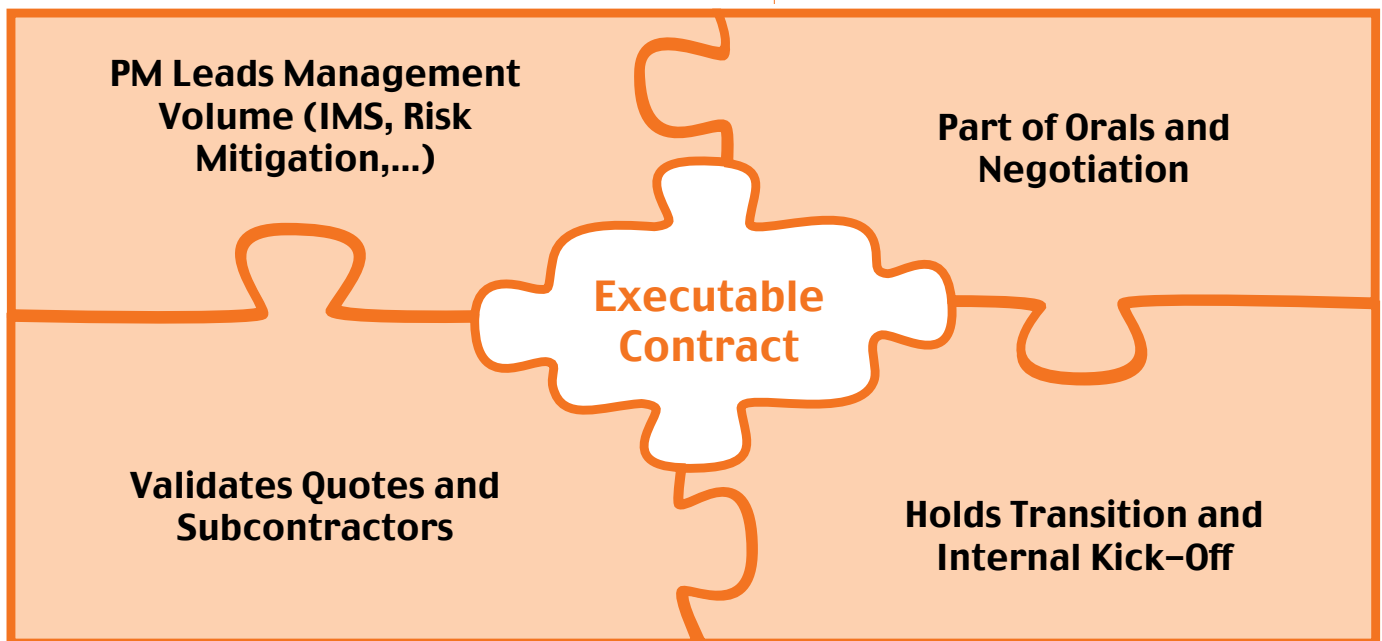 PM Leads Management
Volume (IMS, Risk
Mitigation,...)
Part of Orals and
Negotiation
Executable
Contract
Validates Quotes and
Subcontractors
Holds Transition and
Internal Kick–Off